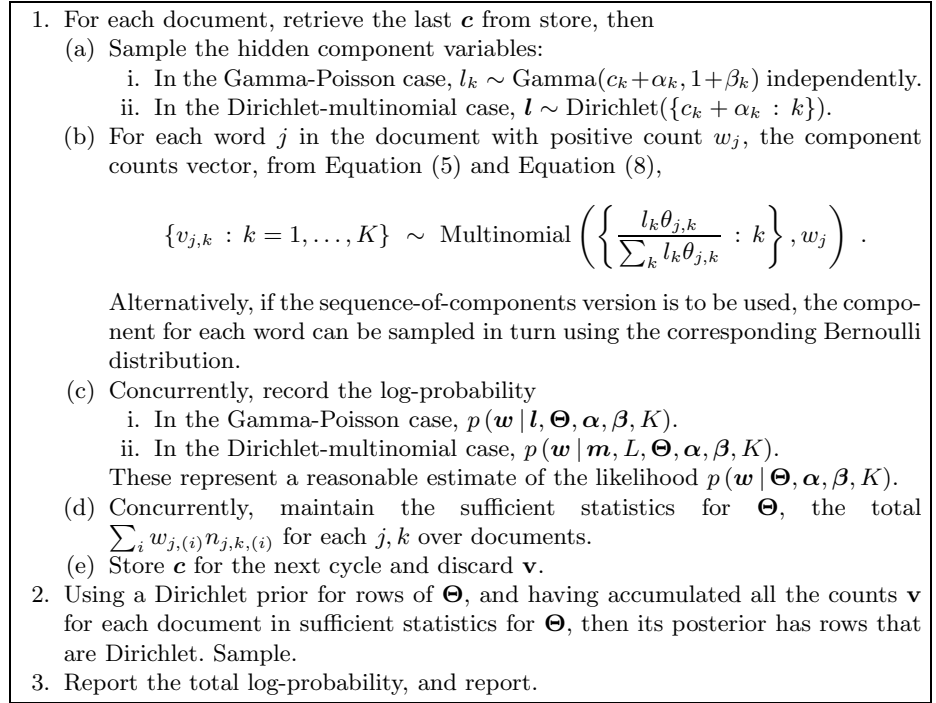 1. For each document, retrieve the last c from store, then
(a) Sample the hidden component variables:
i. In the Gamma-Poisson case, l_k ∼ Gamma(c_k+α_k, 1+β_k) independently.
ii. In the Dirichlet-multinomial case, l ∼ Dirichlet({c_k + α_k : k}).
(b) For each word j in the document with positive count w_j, the component
counts vector, from Equation (5) and Equation (8),
{v_{j,k} : k = 1, . . . , K} ∼ Multinomial ( { l_k θ_{j,k} / ∑_k l_k θ_{j,k} : k } , w_j ) .
Alternatively, if the sequence-of-components version is to be used, the compo-
nent for each word can be sampled in turn using the corresponding Bernoulli
distribution.
(c) Concurrently, record the log-probability
i. In the Gamma-Poisson case, p (w | l, Θ, α, β, K).
ii. In the Dirichlet-multinomial case, p (w | m, L, Θ, α, β, K).
These represent a reasonable estimate of the likelihood p (w | Θ, α, β, K).
(d) Concurrently, maintain the sufficient statistics for Θ, the total
∑_i w_{j,(i)} n_{j,k,(i)} for each j, k over documents.
(e) Store c for the next cycle and discard v.
2. Using a Dirichlet prior for rows of Θ, and having accumulated all the counts v
for each document in sufficient statistics for Θ, then its posterior has rows that
are Dirichlet. Sample.
3. Report the total log-probability, and report.